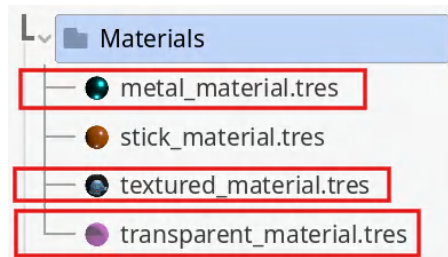 Materials
metal_material.tres
stick_material.tres
textured_material.tres
transparent_material.tres